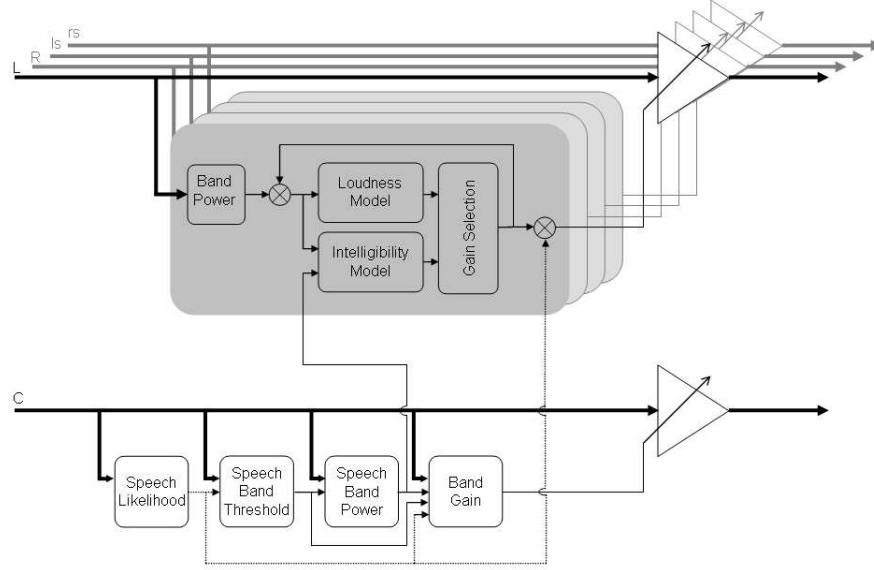 rs
ls
R
L
Band
Power
Loudness
Model
Intelligibility
Model
Gain Selection
C
Speech
Likelihood
Speech
Band
Threshold
Speech
Band
Power
Band
Gain